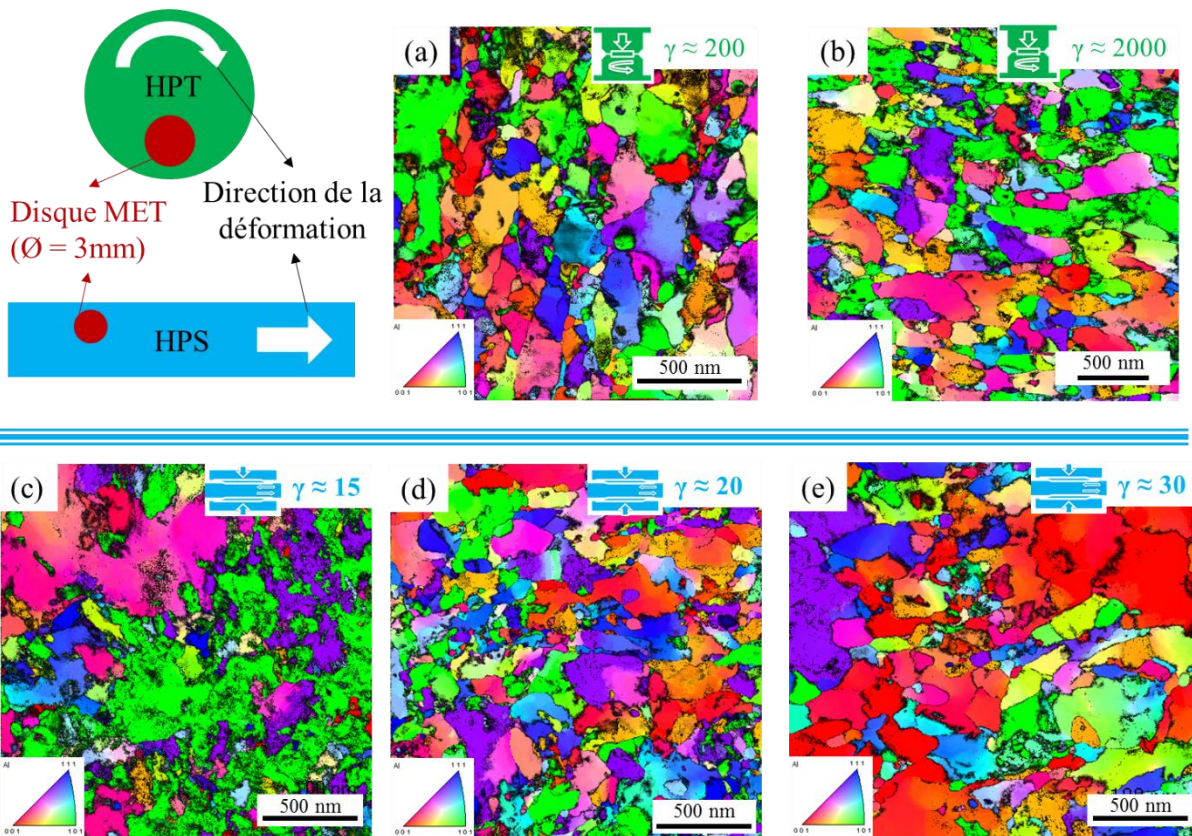 HPT
Disque MET
(Ø = 3mm)
Direction de la
déformation
HPS
(a)
γ ≈ 200
Al
111
001
101
500 nm
(b)
γ ≈ 2000
Al
111
001
101
500 nm
(c)
γ ≈ 15
Al
111
001
101
500 nm
(d)
γ ≈ 20
Al
111
001
101
500 nm
(e)
γ ≈ 30
Al
111
001
101
500 nm